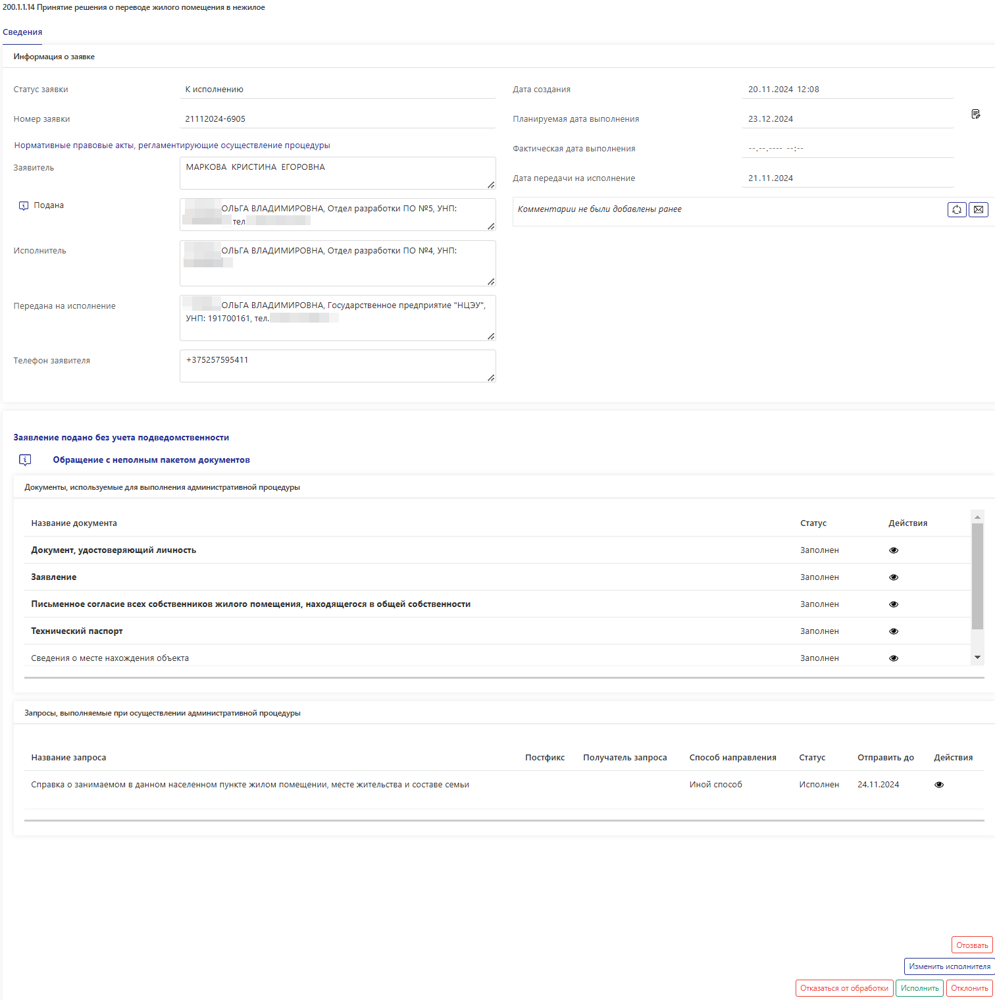 200.1.1.14 Принятие решения о переводе жилого помещения в нежилое
Сведения
Информация о заявке
Статус заявки
К исполнению
Номер заявки
21112024-6905
Нормативные правовые акты, регламентирующие осуществление процедуры
Заявитель
МАРКОВА КРИСТИНА ЕГОРОВНА
Подана
ОЛЬГА ВЛАДИМИРОВНА, Отдел разработки ПО №5, УНП:
тел
Исполнитель
ОЛЬГА ВЛАДИМИРОВНА, Отдел разработки ПО №4, УНП:
Передана на исполнение
ОЛЬГА ВЛАДИМИРОВНА, Государственное предприятие "НЦЭУ",
УНП: 191700161, тел.
Телефон заявителя
+375257595411
Дата создания
20.11.2024 12:08
Планируемая дата выполнения
23.12.2024
Фактическая дата выполнения
--.--.---- --:--
Дата передачи на исполнение
21.11.2024
Комментарии не были добавлены ранее
Заявление подано без учета подведомственности
Обращение с неполным пакетом документов
Документы, используемые для выполнения административной процедуры
Название документа Статус Действия
Документ, удостоверяющий личность Заполнен
Заявление Заполнен
Письменное согласие всех собственников жилого помещения, находящегося в общей собственности Заполнен
Технический паспорт Заполнен
Сведения о месте нахождения объекта Заполнен
Запросы, выполняемые при осуществлении административной процедуры
Название запроса Постфикс Получатель запроса Способ направления Статус Отправить до Действия
Справка о занимаемом в данном населенном пункте жилом помещении, месте жительства и составе семьи Иной способ Исполнен 24.11.2024
Отозвать
Изменить исполнителя
Отказаться от обработки Исполнить Отклонить